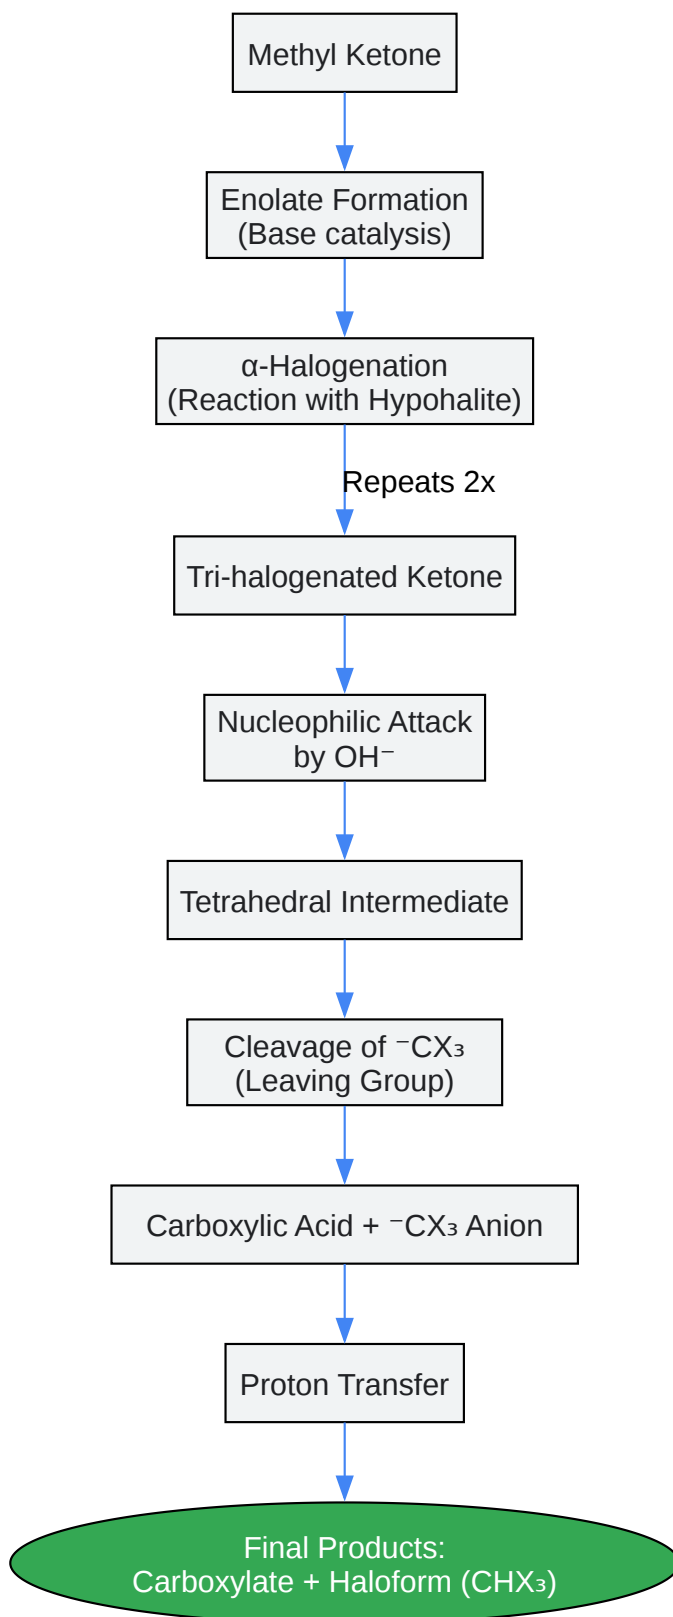 Methyl Ketone
Enolate Formation
(Base catalysis)
α-Halogenation
(Reaction with Hypohalite)
Repeats 2x
Tri-halogenated Ketone
Nucleophilic Attack
by OH⁻
Tetrahedral Intermediate
Cleavage of ⁻CX₃
(Leaving Group)
Carboxylic Acid + ⁻CX₃ Anion
Proton Transfer
Final Products:
Carboxylate + Haloform (CHX₃)